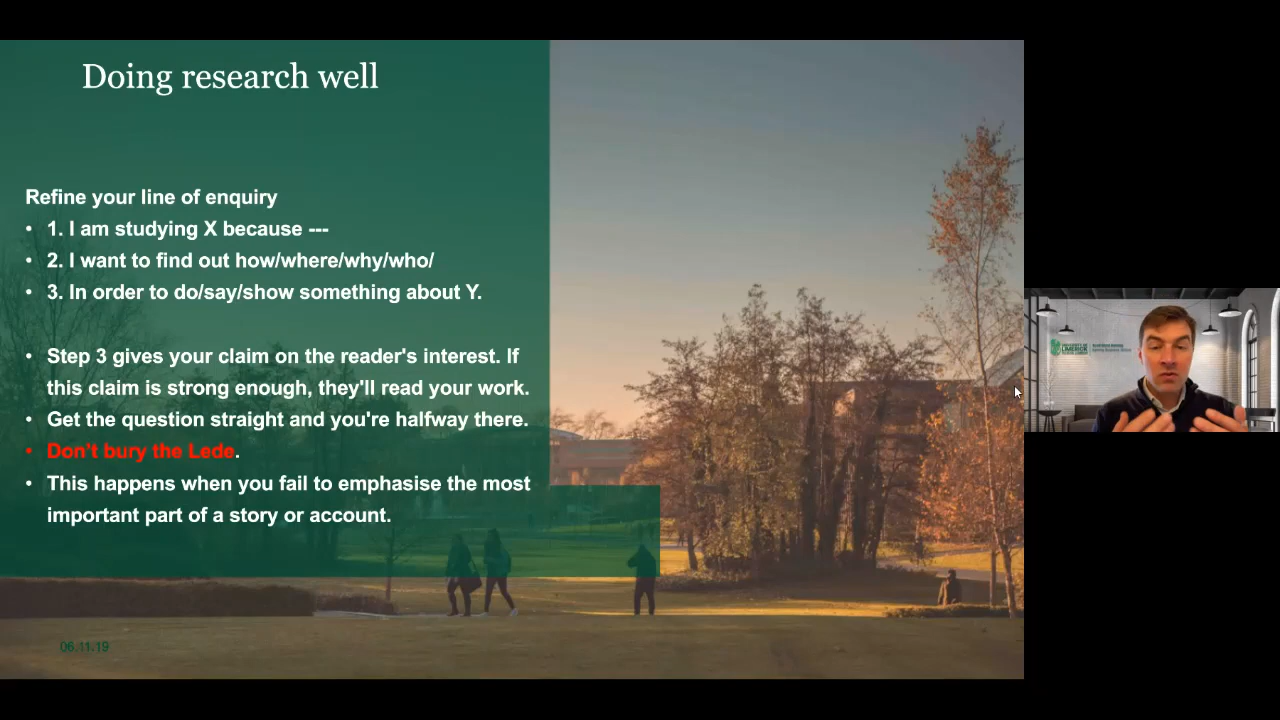 Doing research well
Refine your line of enquiry
• 1. I am studying X because ---
• 2. I want to find out how/where/why/who/
• 3. In order to do/say/show something about Y.
• Step 3 gives your claim on the reader's interest. If
this claim is strong enough, they'll read your work.
• Get the question straight and you're halfway there.
• Don't bury the Lede.
• This happens when you fail to emphasise the most
important part of a story or account.
06.11.19
UNIVERSITY OF
LIMERICK